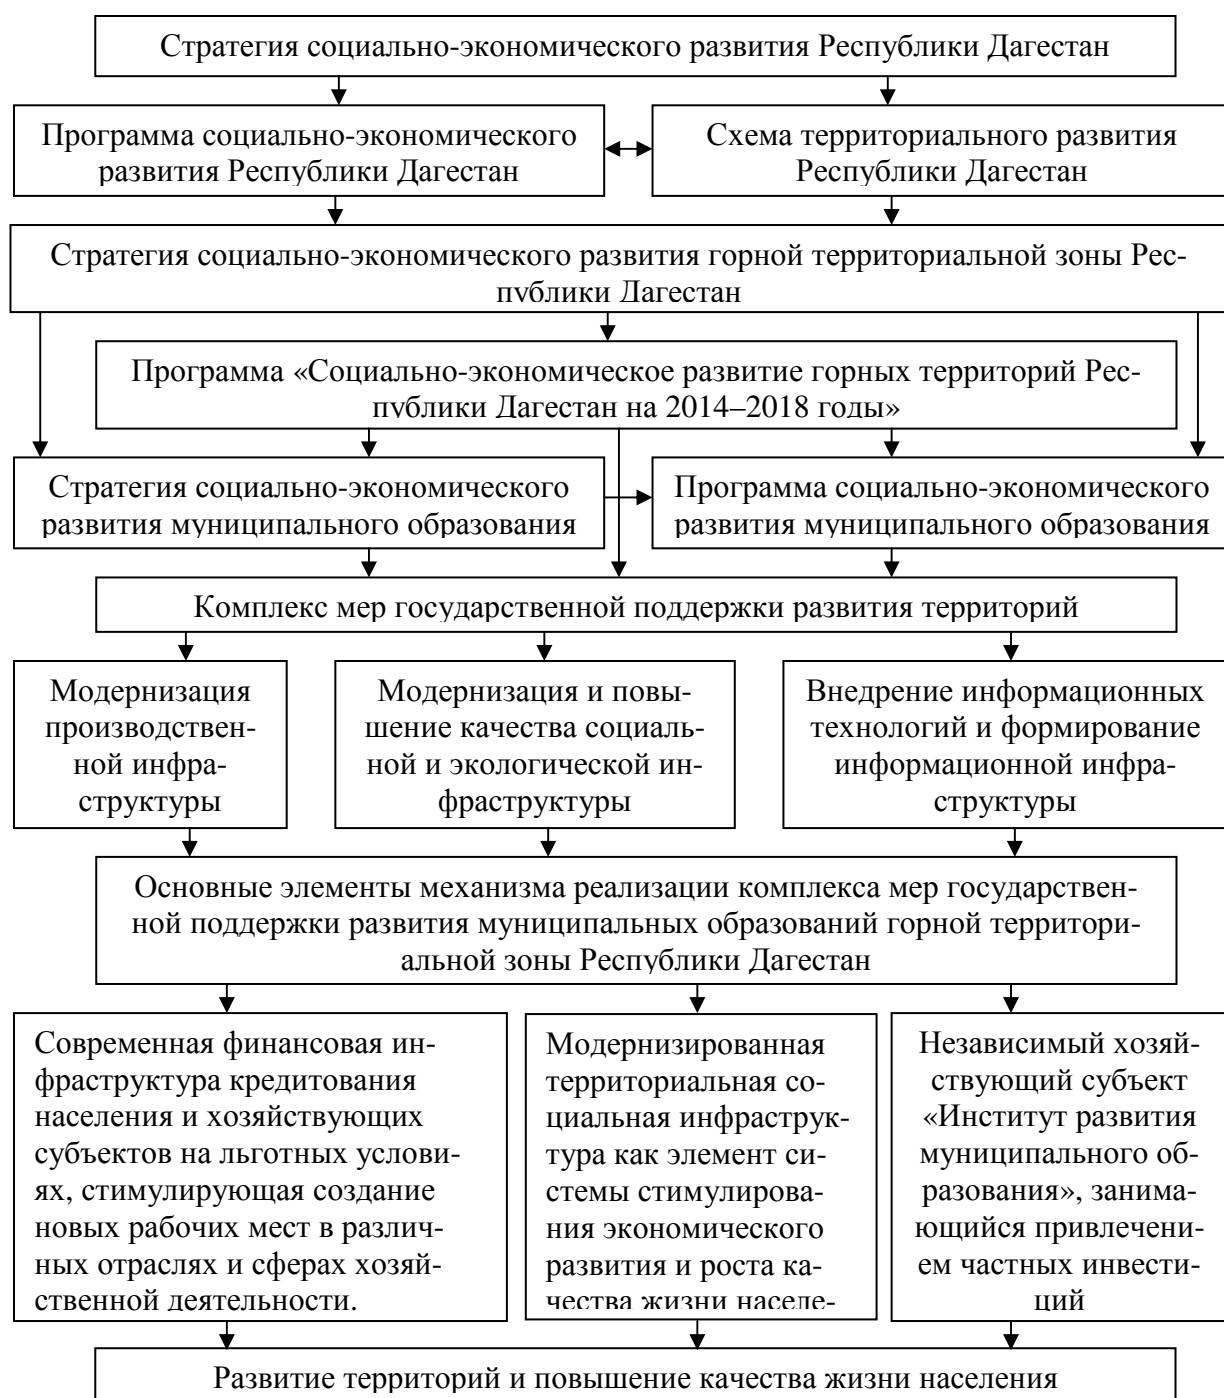 Стратегия социально-экономического развития Республики Дагестан
Программа социально-экономического
развития Республики Дагестан
Схема территориального развития
Республики Дагестан
Стратегия социально-экономического развития горной территориальной зоны Рес-
публики Дагестан
Программа «Социально-экономическое развитие горных территорий Рес-
публики Дагестан на 2014–2018 годы»
Стратегия социально-экономического
развития муниципального образования
Программа социально-экономического
развития муниципального образования
Комплекс мер государственной поддержки развития территорий
Модернизация
производствен-
ной инфра-
структуры
Модернизация и повы-
шение качества социаль-
ной и экологической ин-
фраструктуры
Внедрение информационных
технологий и формирование
информационной инфра-
структуры
Основные элементы механизма реализации комплекса мер государствен-
ной поддержки развития муниципальных образований горной территори-
альной зоны Республики Дагестан
Современная финансовая ин-
фраструктура кредитования
населения и хозяйствующих
субъектов на льготных услови-
ях, стимулирующая создание
новых рабочих мест в различ-
ных отраслях и сферах хозяй-
ственной деятельности.
Модернизированная
территориальная со-
циальная инфраструк-
тура как элемент си-
стемы стимулирова-
ния экономического
развития и роста ка-
чества жизни населе-
Независимый хозяй-
ствующий субъект
«Институт развития
муниципального об-
разования», занима-
ющийся привлечени-
ем частных инвести-
ций
Развитие территорий и повышение качества жизни населения